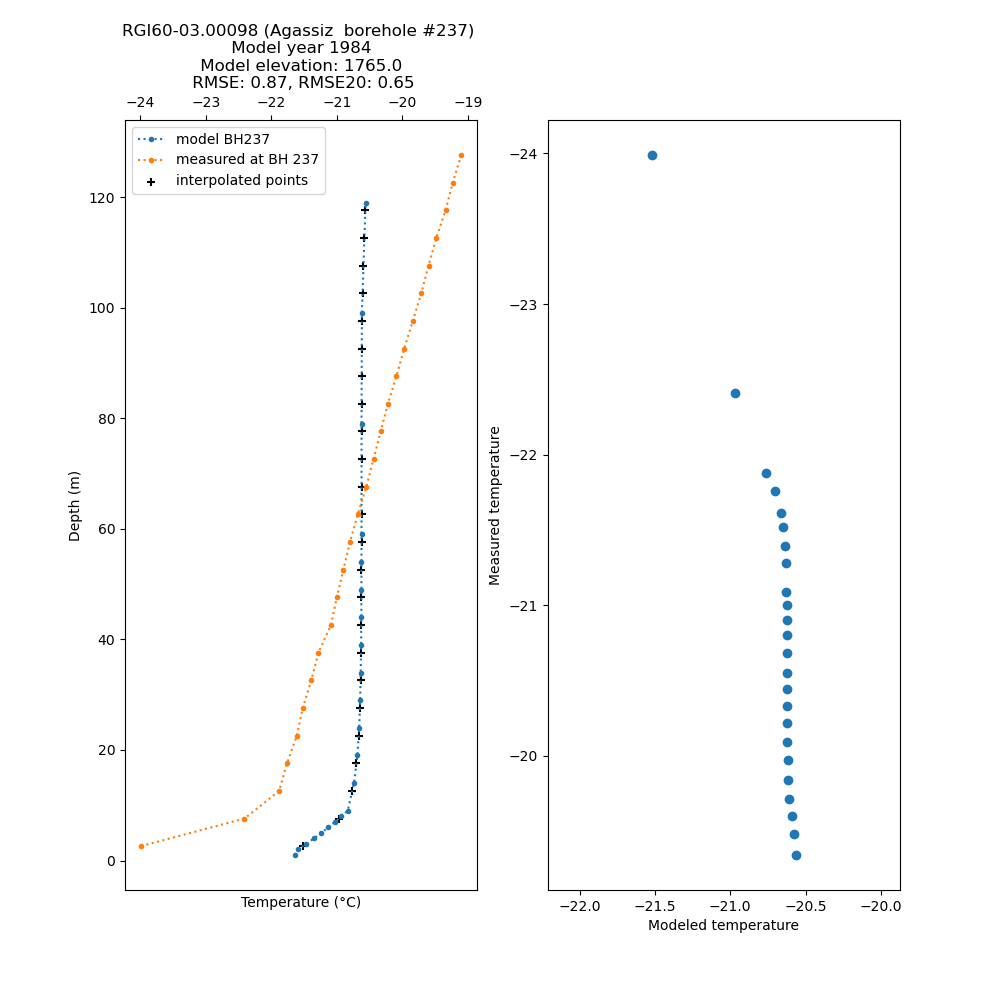 RGI60-03.00098 (Agassiz  borehole #237)
Model year 1984
Model elevation: 1765.0
RMSE: 0.87, RMSE20: 0.65
−24 −23 −22 −21 −20 −19
model BH237
measured at BH 237
interpolated points
120
100
80
60
40
20
0
Depth (m)
Temperature (°C)
−24
−23
−22
−21
−20
Measured temperature
−22.0 −21.5 −21.0 −20.5 −20.0
Modeled temperature